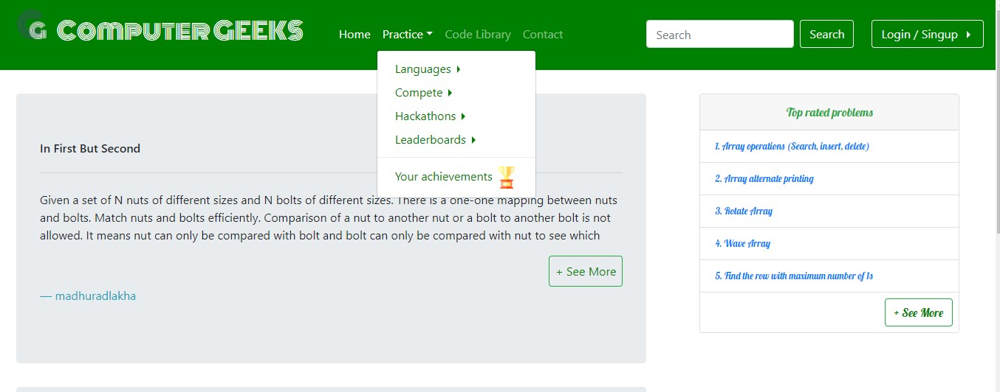 COMPUTER GEEKS
Home Practice Code Library Contact Search Search Login / Singup
Languages
Compete
Hackathons
Leaderboards
Your achievements
In First But Second
Given a set of N nuts of different sizes and N bolts of different sizes. There is a one-one mapping between nuts
and bolts. Match nuts and bolts efficiently. Comparison of a nut to another nut or a bolt to another bolt is not
allowed. It means nut can only be compared with bolt and bolt can only be compared with nut to see which
+ See More
— madhuradlakha
Top rated problems
1. Array operations (Search, insert, delete)
2. Array alternate printing
3. Rotate Array
4. Wave Array
5. Find the row with maximum number of 1s
+ See More